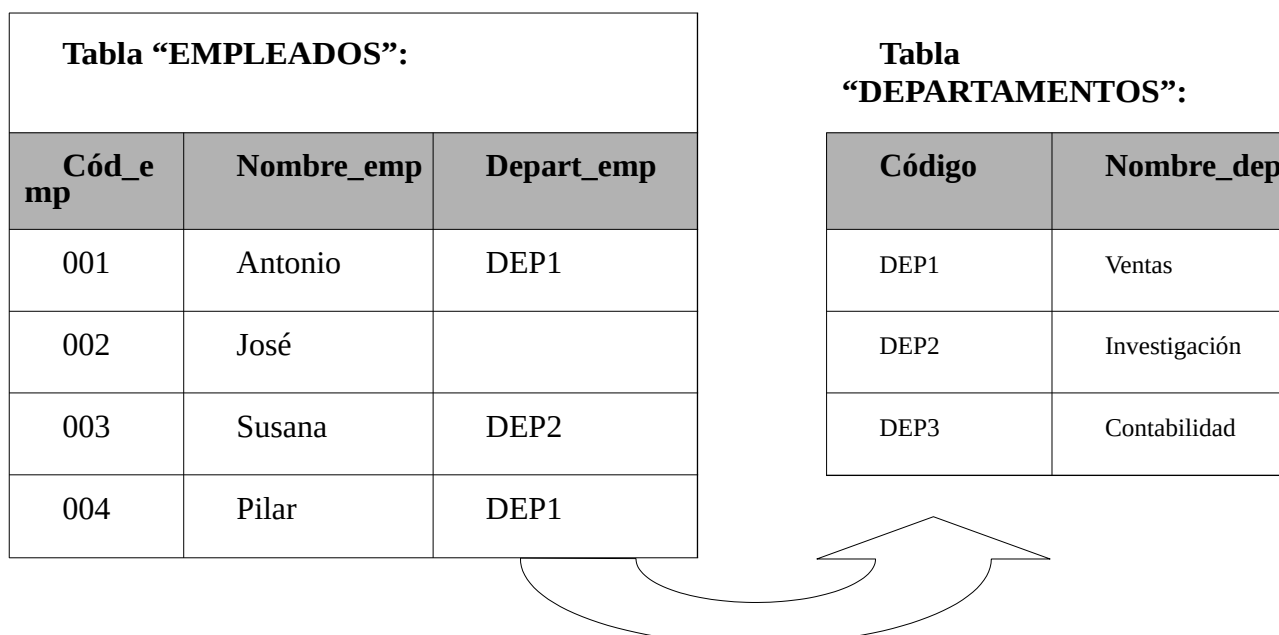 Tabla “EMPLEADOS”:
Cód_e
mp
Nombre_emp
Depart_emp
001
Antonio
DEP1
002
José
003
Susana
DEP2
004
Pilar
DEP1
Tabla
“DEPARTAMENTOS”:
Código
Nombre_dep
DEP1
Ventas
DEP2
Investigación
DEP3
Contabilidad